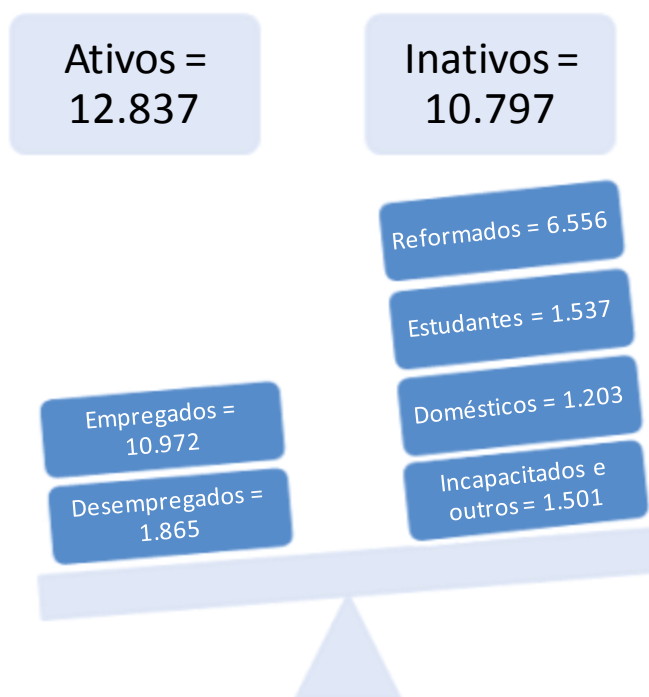 Ativos =
12.837
Inativos =
10.797
Reformados = 6.556
Estudantes = 1.537
Domésticos = 1.203
Incapacitados e
outros = 1.501
Empregados =
10.972
Desempregados =
1.865